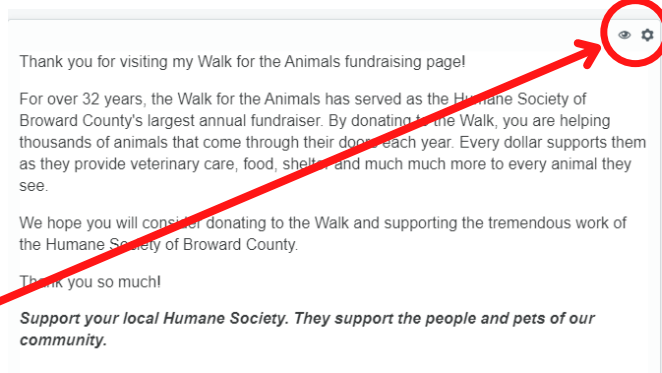 Thank you for visiting my Walk for the Animals fundraising page!
For over 32 years, the Walk for the Animals has served as the Humane Society of
Broward County's largest annual fundraiser. By donating to the Walk, you are helping
thousands of animals that come through their doors each year. Every dollar supports them
as they provide veterinary care, food, shelter and much much more to every animal they
see.
We hope you will consider donating to the Walk and supporting the tremendous work of
the Humane Society of Broward County.
Thank you so much!
Support your local Humane Society. They support the people and pets of our
community.